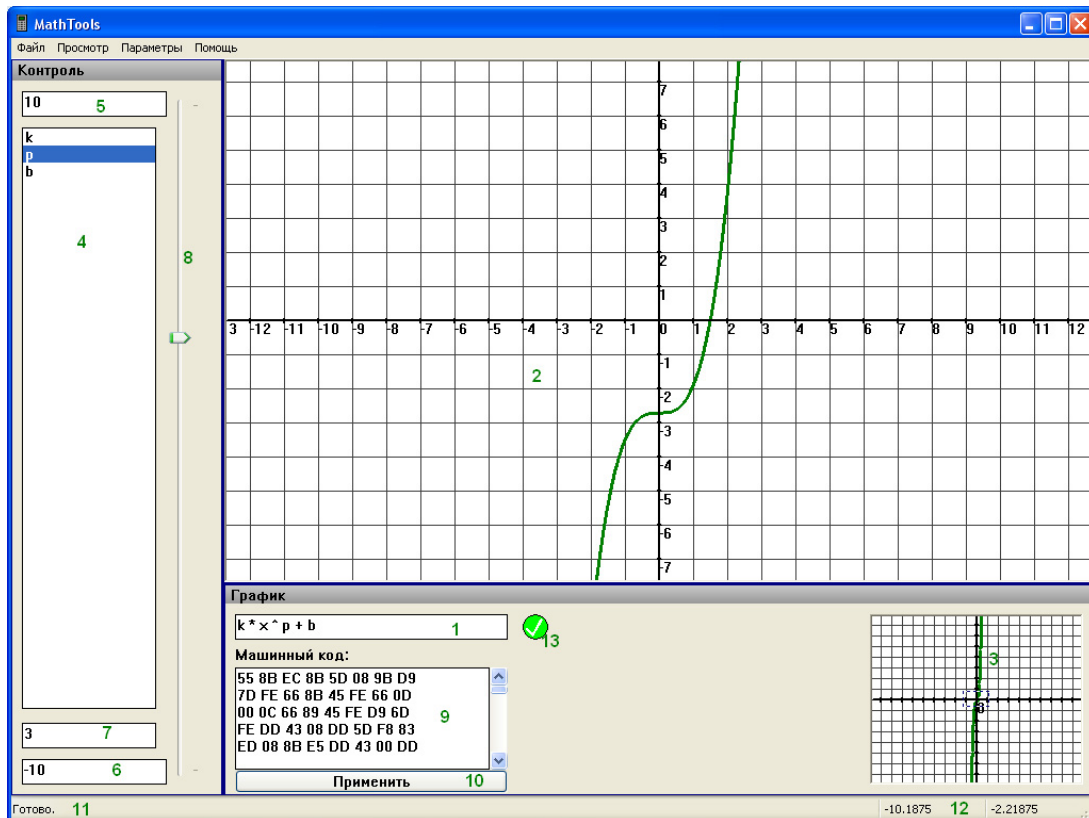 MathTools
Файл Просмотр Параметры Помощь
Контроль
10 5
k
p
b
4
8
7
6
5
4
3
2
1
3 -12 -11 -10 -9 -8 -7 -6 -5 -4 -3 -2 -1 0 1 2 3 4 5 6 7 8 9 10 11 12
-1
2
-2
-3
-4
-5
-6
-7
3 7
-10 6
График
k * x ^ p + b 1
13
Машинный код:
55 8B EC 8B 5D 08 9B D9
7D FE 66 8B 45 FE 66 0D
00 0C 66 89 45 FE D9 6D
FE DD 43 08 DD 5D F8 83
ED 08 8B E5 DD 43 00 DD
9
Применить 10
3
Готово. 11
-10.1875 12 -2.21875